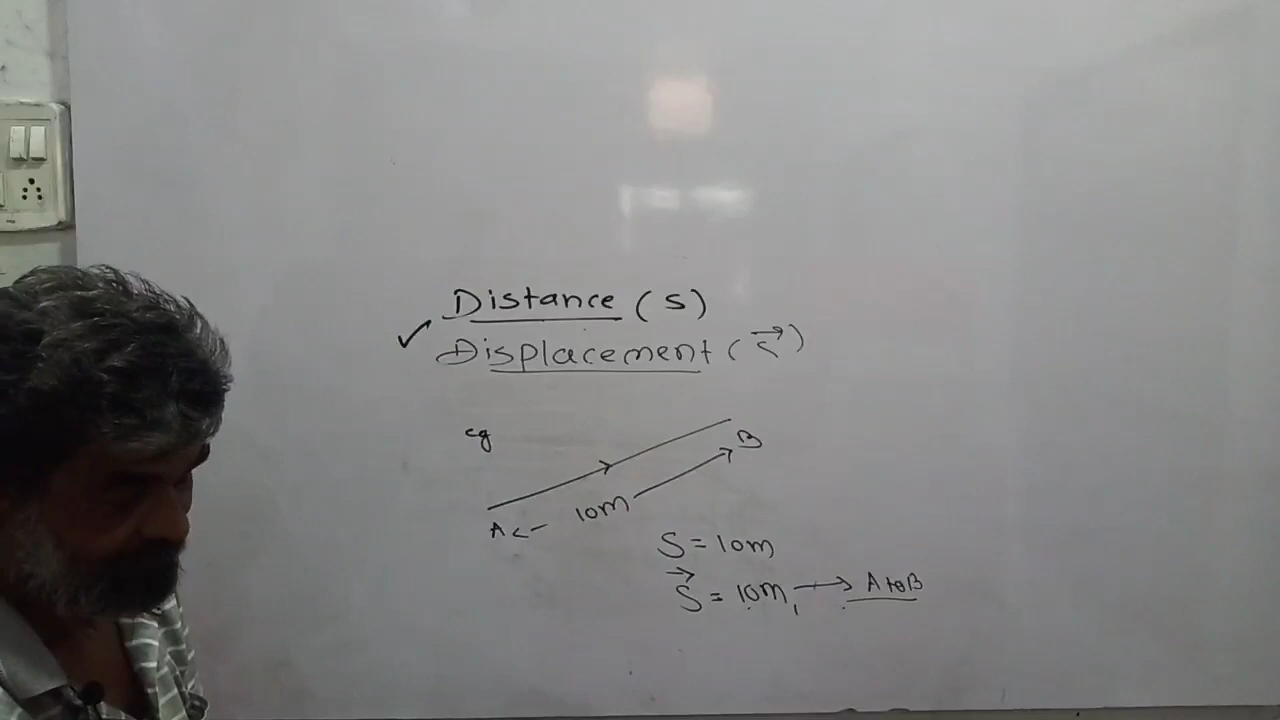 Distance (S)
✓ Displacement (S⃗)
eg
B
A <- 10m ->
S = 10m
S⃗ = 10m, → A to B